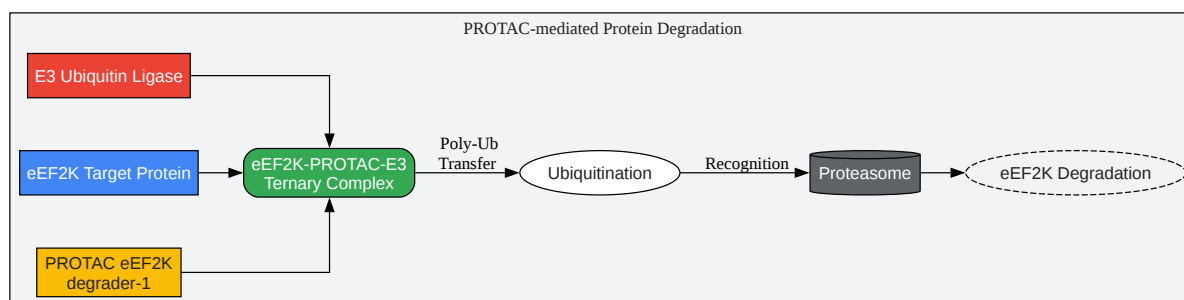 PROTAC-mediated Protein Degradation
E3 Ubiquitin Ligase
eEF2K Target Protein
PROTAC eEF2K
degrader-1
eEF2K-PROTAC-E3
Ternary Complex
Poly-Ub
Transfer
Ubiquitination
Recognition
Proteasome
eEF2K Degradation